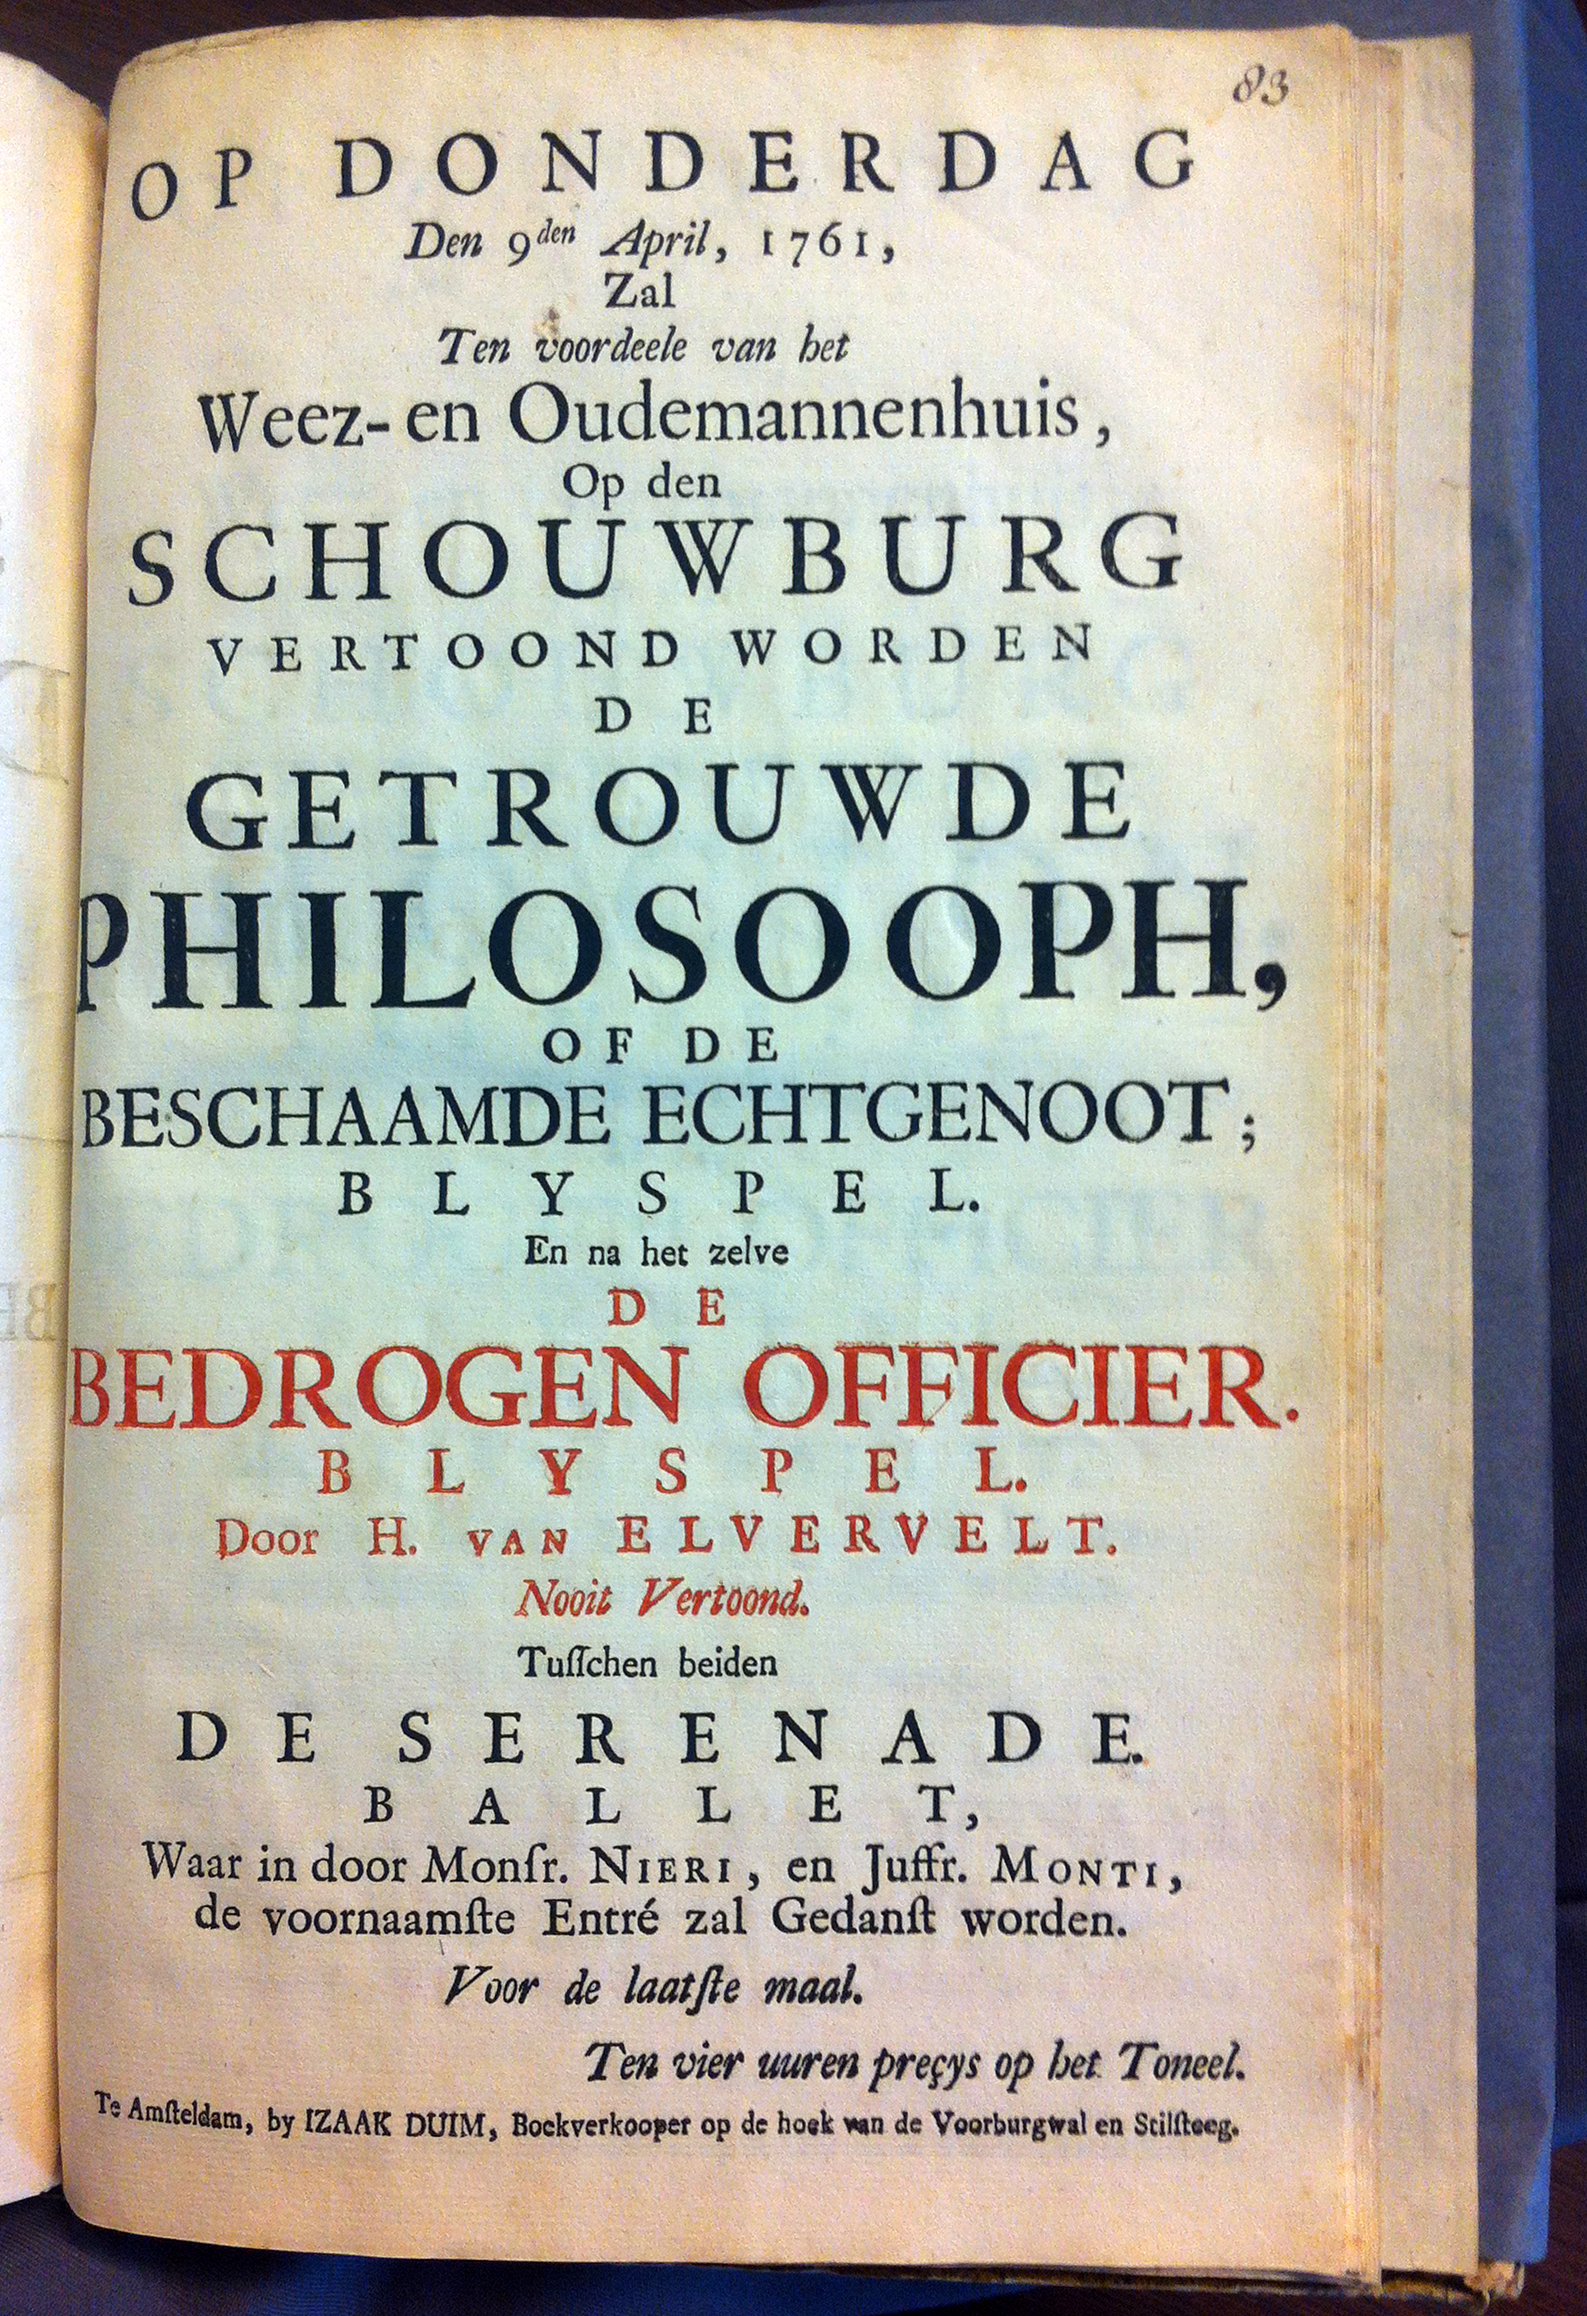 83
OP DONDERDAG
Den 9den April, 1761,
Zal
Ten voordeele van het
Weez- en Oudemannenhuis,
Op den
SCHOUWBURG
VERTOOND WORDEN
DE
GETROUWDE
PHILOSOOPH,
OF DE
BESCHAAMDE ECHTGENOOT;
BLYSPEL.
En na het zelve
DE
BEDROGEN OFFICIER.
BLYSPEL.
Door H. VAN ELVERVELT.
Nooit Vertoond.
Tuſſchen beiden
DE SERENADE.
BALLET,
Waar in door Monſr. NIERI, en Juffr. MONTI,
de voornaamſte Entré zal Gedanſt worden.
Voor de laatſte maal.
Ten vier uuren preçys op het Toneel.
Te Amſteldam, by IZAAK DUIM, Boekverkooper op de hoek van de Voorburgwal en Stilſteeg.